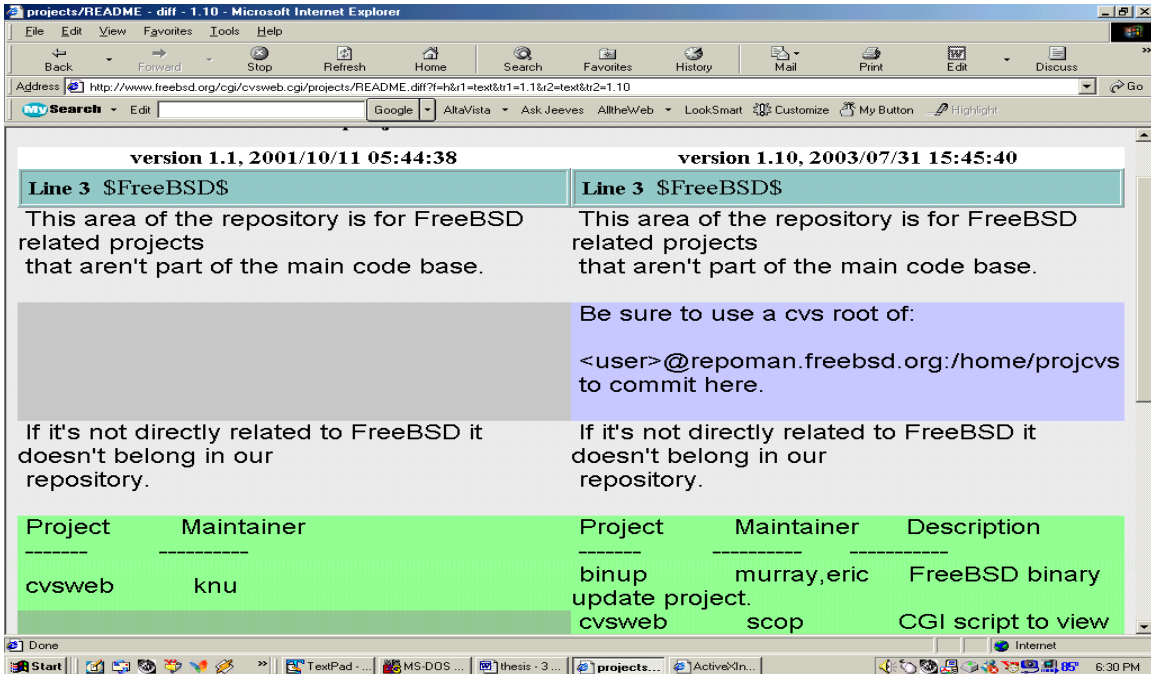 projects/README - diff - 1.10 - Microsoft Internet Explorer
File Edit View Favorites Tools Help
Back Forward Stop Refresh Home Search Favorites History Mail Print Edit Discuss »
Address http://www.freebsd.org/cgi/cvsweb.cgi/projects/README.diff?f=h&r1=text&tr1=1.1&r2=text&tr2=1.10 Go
My Search Edit Google AltaVista Ask Jeeves AlltheWeb LookSmart Customize My Button Highlight
version 1.1, 2001/10/11 05:44:38
Line 3 $FreeBSD$
This area of the repository is for FreeBSD
related projects
that aren't part of the main code base.
If it's not directly related to FreeBSD it
doesn't belong in our
repository.
Project Maintainer
------- ----------
cvsweb knu
version 1.10, 2003/07/31 15:45:40
Line 3 $FreeBSD$
This area of the repository is for FreeBSD
related projects
that aren't part of the main code base.
Be sure to use a cvs root of:
<user>@repoman.freebsd.org:/home/projcvs
to commit here.
If it's not directly related to FreeBSD it
doesn't belong in our
repository.
Project Maintainer Description
------- ---------- -----------
binup murray,eric FreeBSD binary
update project.
cvsweb scop CGI script to view
Done Internet
Start » TextPad - ... MS-DOS ... thesis - 3 ... projects... ActiveXIn... 85° 6:30 PM